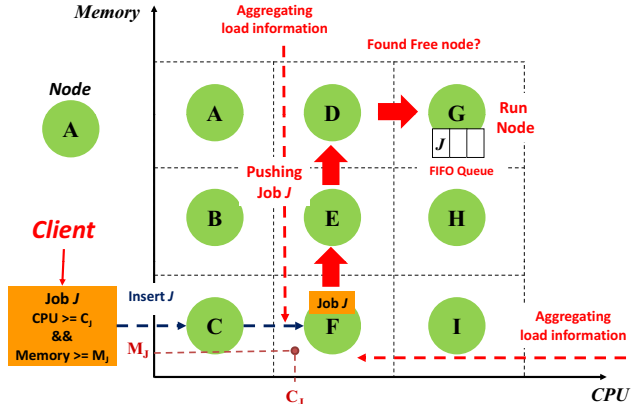 Memory
Aggregating
load information
Found Free node?
Node
A
A
D
G
Run
Node
J
FIFO Queue
Pushing
Job J
B
E
H
Client
Job J
CPU >= CJ
&&
Memory >= MJ
Insert J
C
Job J
F
I
Aggregating
load information
MJ
CJ
CPU